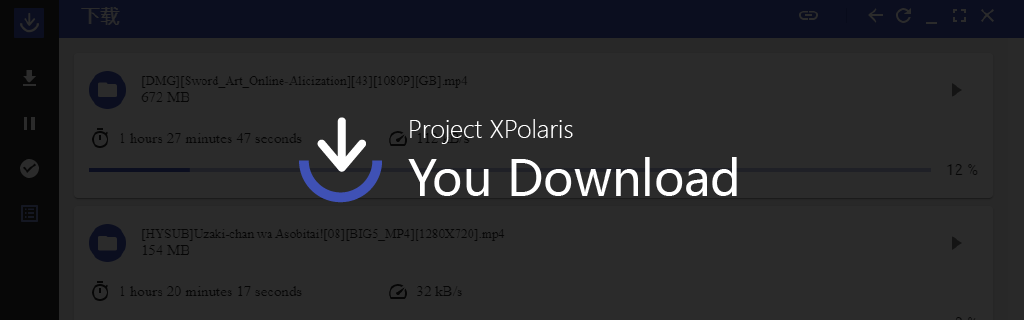 下载
[DMG][Sword_Art_Online-Alicization][43][1080P][GB].mp4
672 MB
1 hours 27 minutes 47 seconds
Project XPolaris
You Download
12 %
[HYSUB]Uzaki-chan wa Asobitai![08][BIG5_MP4][1280X720].mp4
154 MB
1 hours 20 minutes 17 seconds
32 kB/s